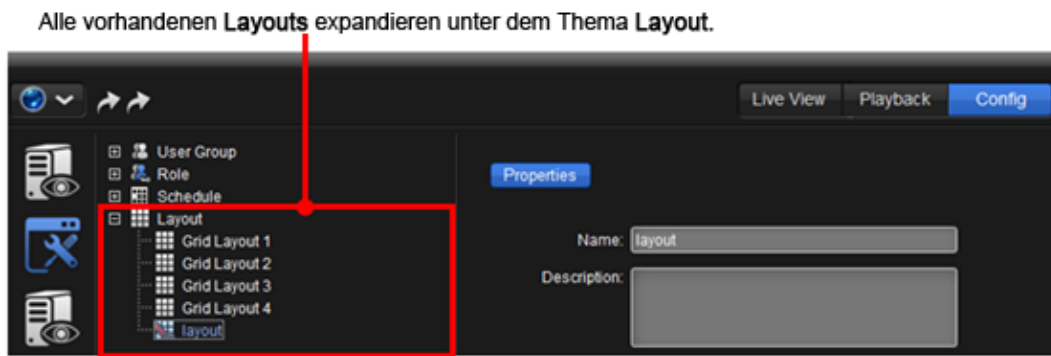 Alle vorhandenen Layouts expandieren unter dem Thema Layout.
Live View Playback Config
User Group
Role
Schedule
Layout
Grid Layout 1
Grid Layout 2
Grid Layout 3
Grid Layout 4
layout
Properties
Name: layout
Description: